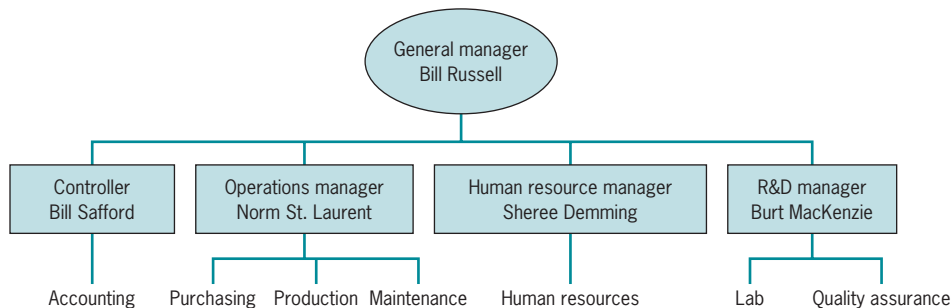 General manager
Bill Russell
Controller
Bill Safford
Operations manager
Norm St. Laurent
Human resource manager
Sheree Demming
R&D manager
Burt MacKenzie
Accounting
Purchasing
Production
Maintenance
Human resources
Lab
Quality assurance